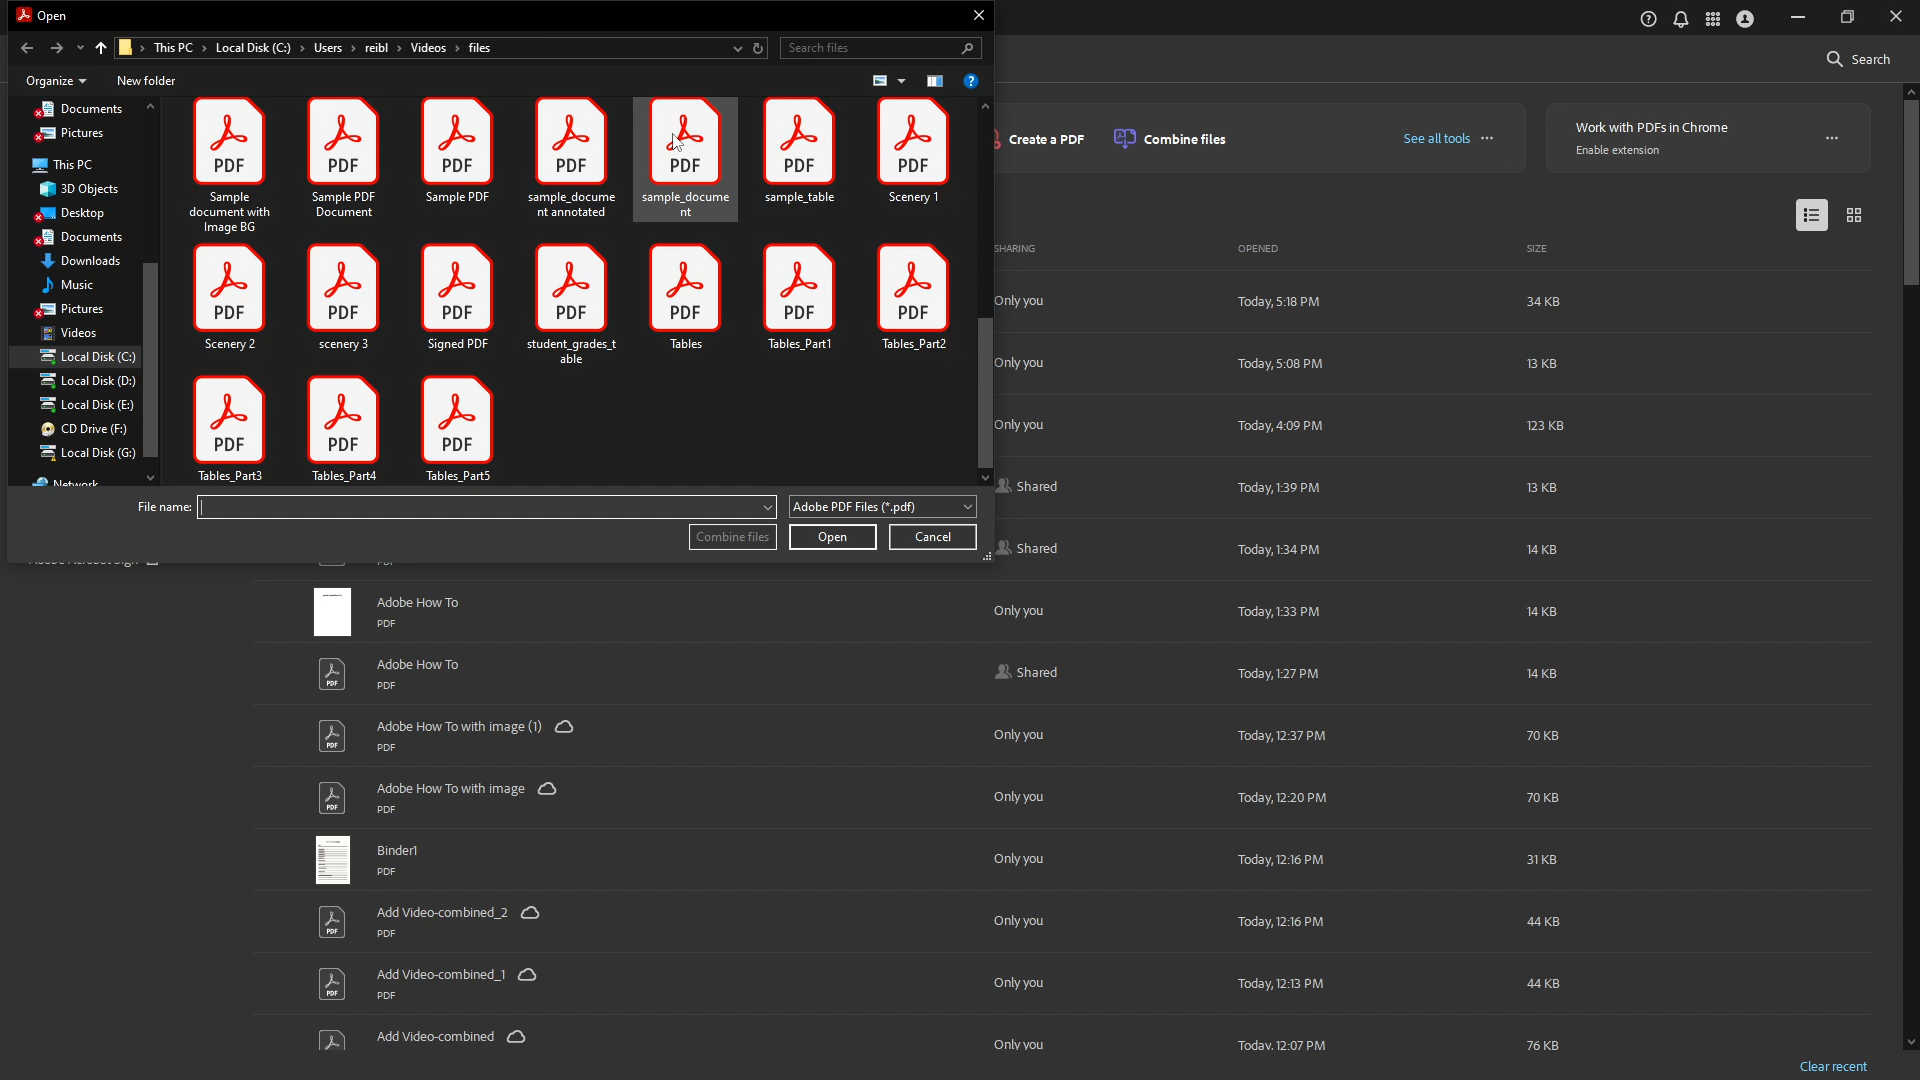 Open
This PC
Local Disk (C:)
Users
reibl
Videos
files
Search files
Search
Organize
New folder
Documents
Pictures
This PC
3D Objects
Desktop
Documents
Downloads
Music
Pictures
Videos
Local Disk (C:)
Local Disk (D:)
Local Disk (E:)
CD Drive (F:)
Local Disk (G:)
Network
PDF
Sample
document with
Image BG
PDF
Sample PDF
Document
PDF
Sample PDF
PDF
sample_docume
nt annotated
PDF
sample_docume
nt
PDF
sample_table
PDF
Scenery 1
PDF
Scenery 2
PDF
scenery 3
PDF
Signed PDF
PDF
student_grades_t
able
PDF
Tables
PDF
Tables_Part1
PDF
Tables_Part2
PDF
Tables_Part3
PDF
Tables_Part4
PDF
Tables_Part5
File name:
Adobe PDF Files (*.pdf)
Combine files
Open
Cancel
Create a PDF
Combine files
See all tools
Work with PDFs in Chrome
Enable extension
SHARING OPENED SIZE
Only you Today, 5:18 PM 34 KB
Only you Today, 5:08 PM 13 KB
Only you Today, 4:09 PM 123 KB
Shared Today, 1:39 PM 13 KB
Shared Today, 1:34 PM 14 KB
PDF
Adobe How To Only you Today, 1:33 PM 14 KB
PDF
Adobe How To Shared Today, 1:27 PM 14 KB
PDF
Adobe How To with image (1) Only you Today, 12:37 PM 70 KB
PDF
Adobe How To with image Only you Today, 12:20 PM 70 KB
PDF
Binder1 Only you Today, 12:16 PM 31 KB
PDF
Add Video-combined_2 Only you Today, 12:16 PM 44 KB
PDF
Add Video-combined_1 Only you Today, 12:13 PM 44 KB
PDF
Add Video-combined Only you Today, 12:07 PM 76 KB
Clear recent